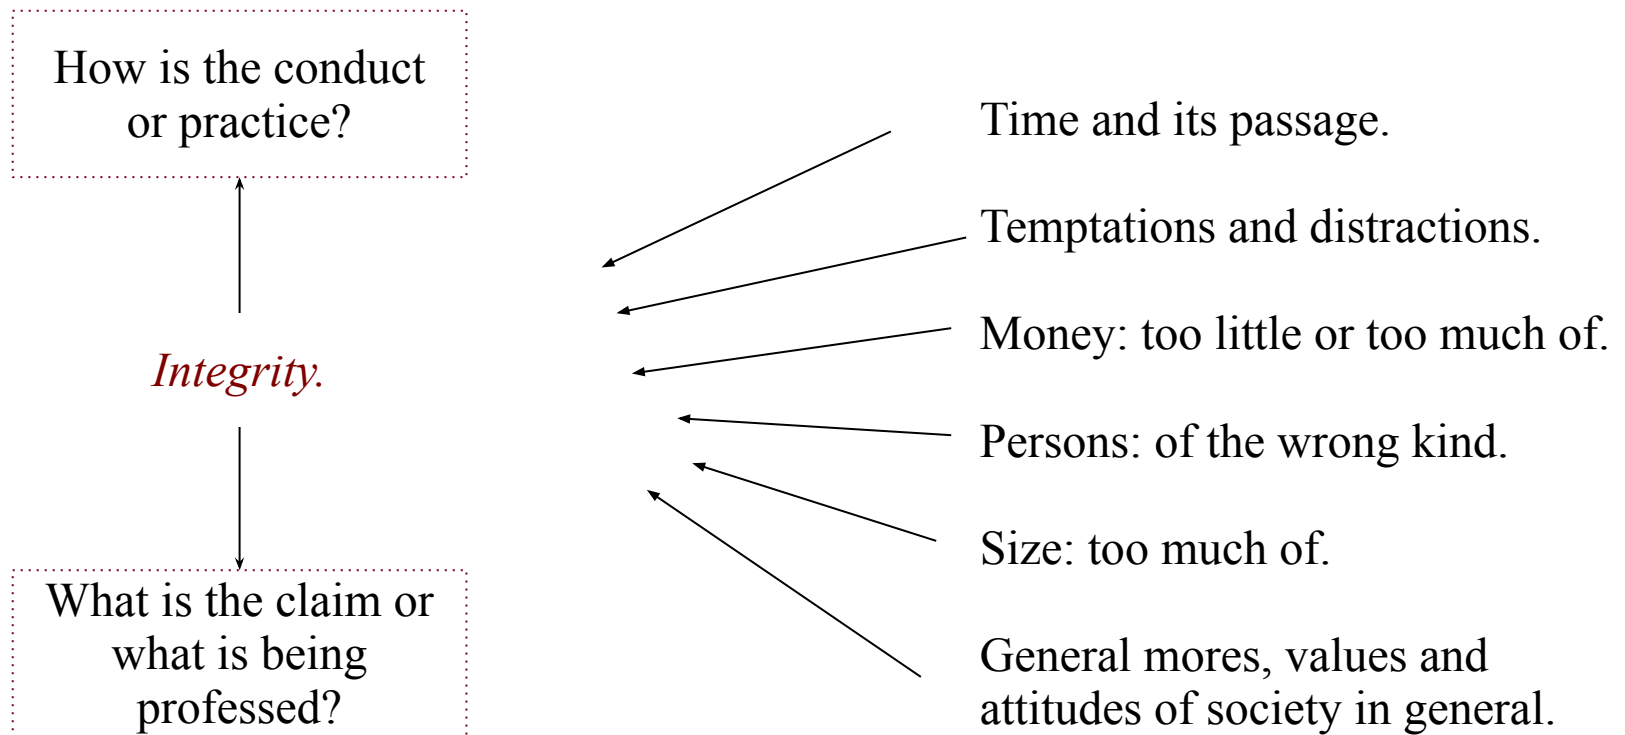 How is the conduct
or practice?
Integrity.
What is the claim or
what is being
professed?
Time and its passage.
Temptations and distractions.
Money: too little or too much of.
Persons: of the wrong kind.
Size: too much of.
General mores, values and
attitudes of society in general.